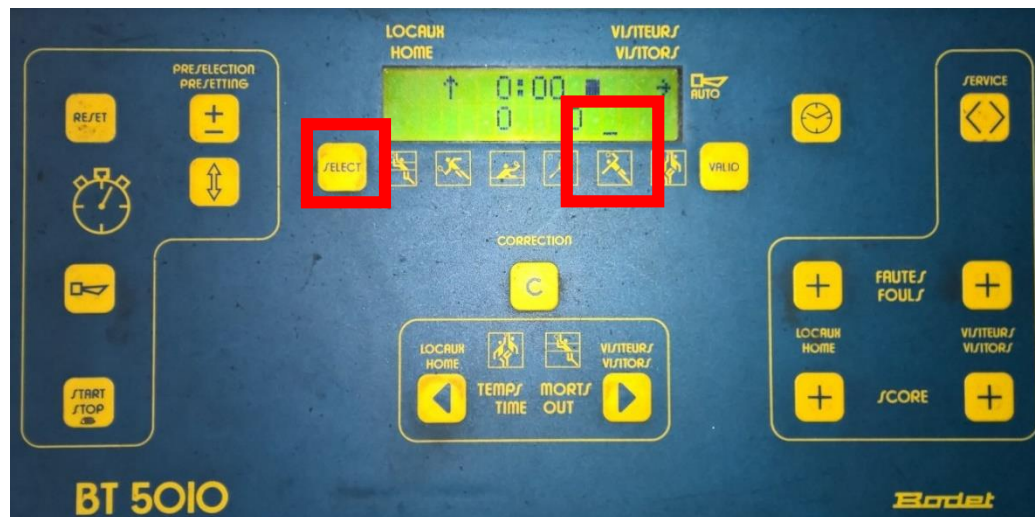 LOCAUX
HOME
VISITEURS
VISITORS
PRESELECTION
PRESETTING
0:00
AUTO
SERVICE
RESET
+
-
0 0 _
SELECT
VALID
CORRECTION
C
FAUTES
FOULS
+
+
LOCAUX
HOME
VISITEURS
VISITORS
LOCAUX
HOME
VISITEURS
VISITORS
TEMPS MORTS
TIME OUT
START
STOP
+
SCORE
+
BT 5010
Bodet